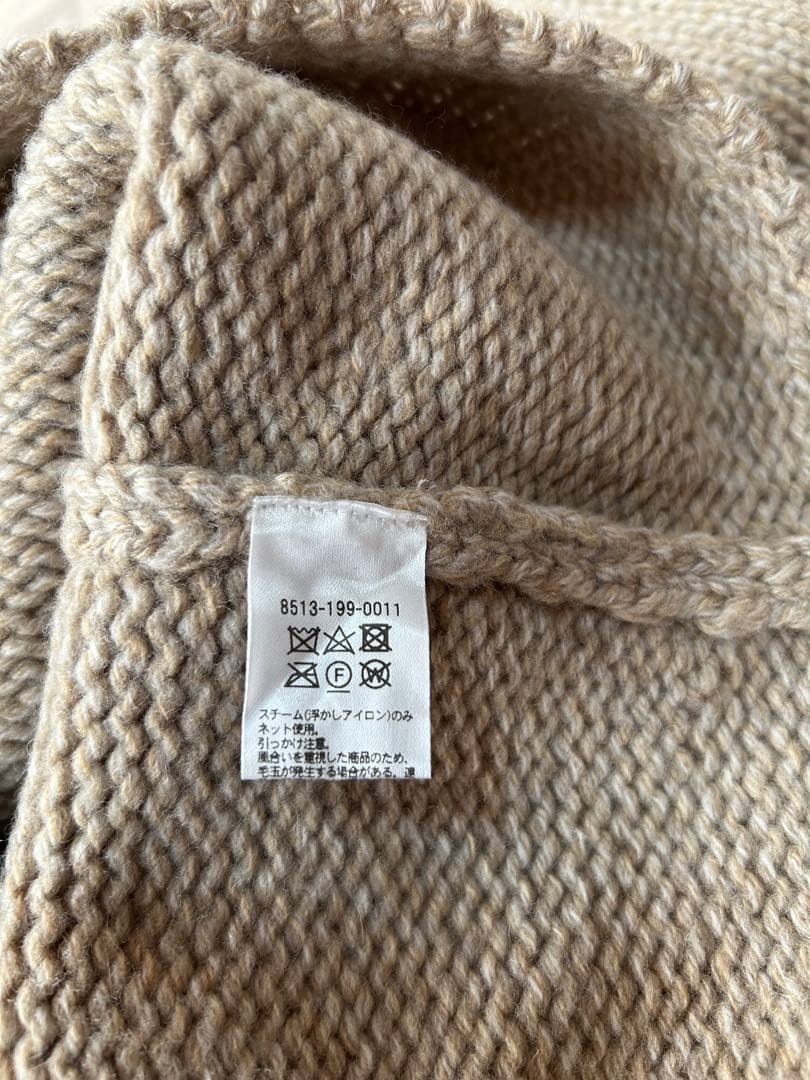 8513-199-0011
F W
スチーム(浮かしアイロン)のみ
ネット使用。
引っかけ注意。
風合いを重視した商品のため、
毛玉が発生する場合がある。連